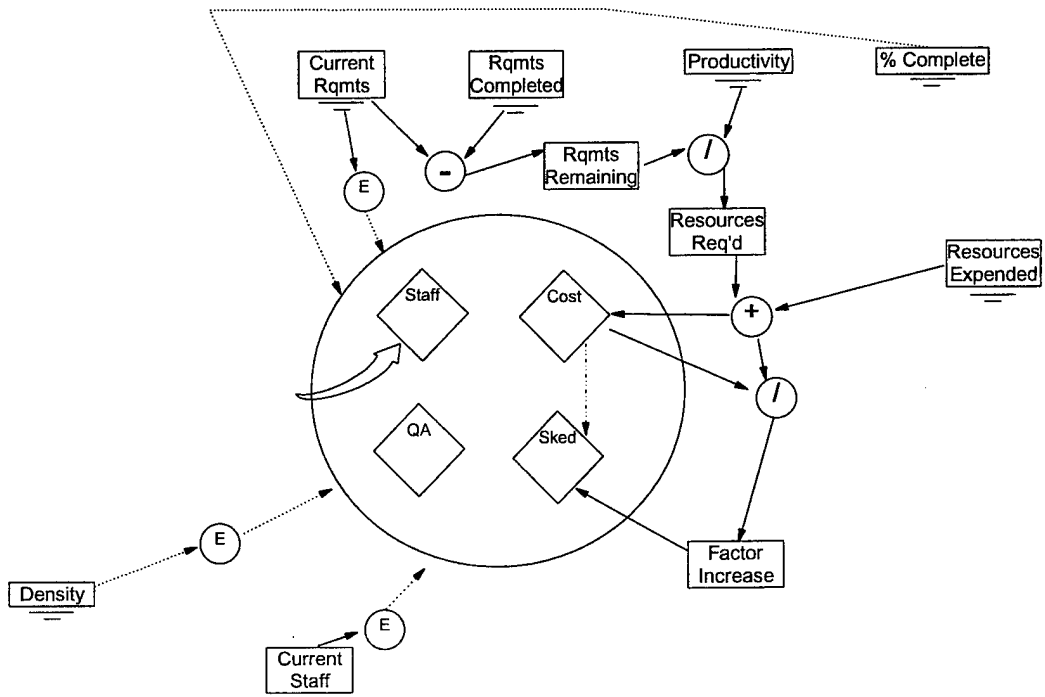 Current
Rqmts
Rqmts
Completed
Productivity
% Complete
-
Rqmts
Remaining
/
E
Resources
Req'd
Resources
Expended
Staff
Cost
+
/
QA
Sked
E
Factor
Increase
Density
E
Current
Staff